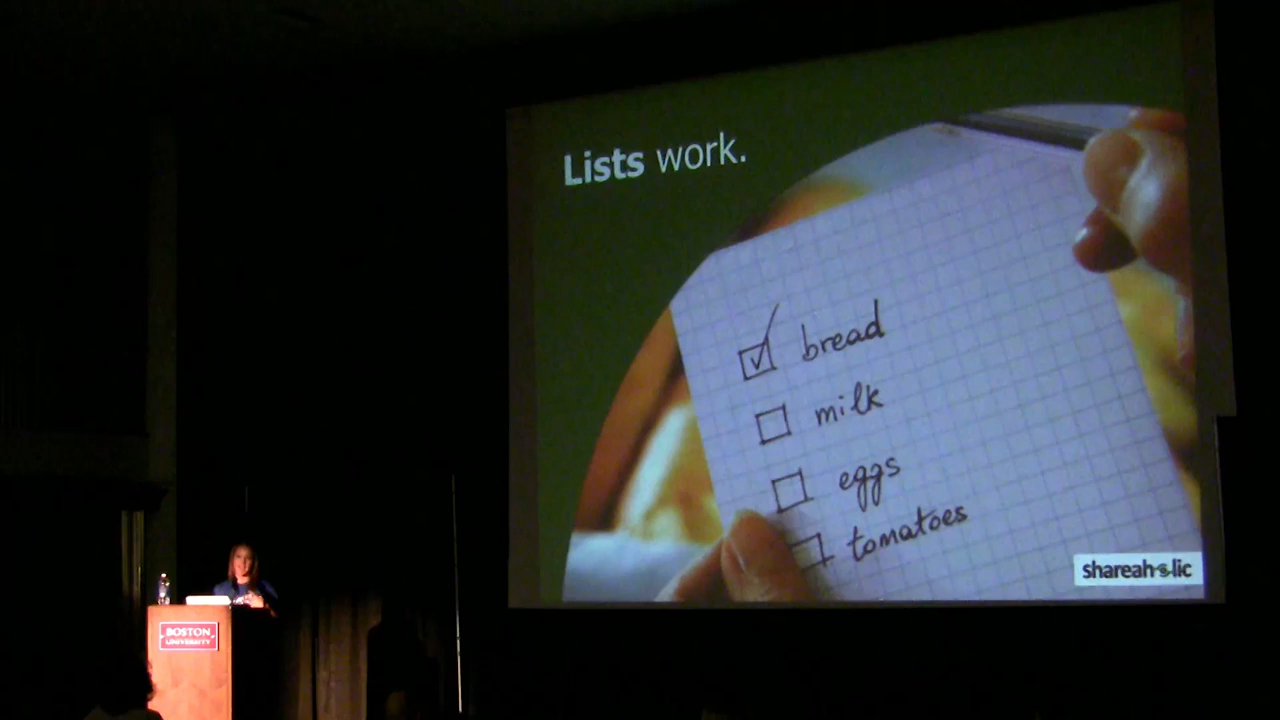 Lists work.
bread
milk
eggs
tomatoes
shareaholic
BOSTON
UNIVERSITY